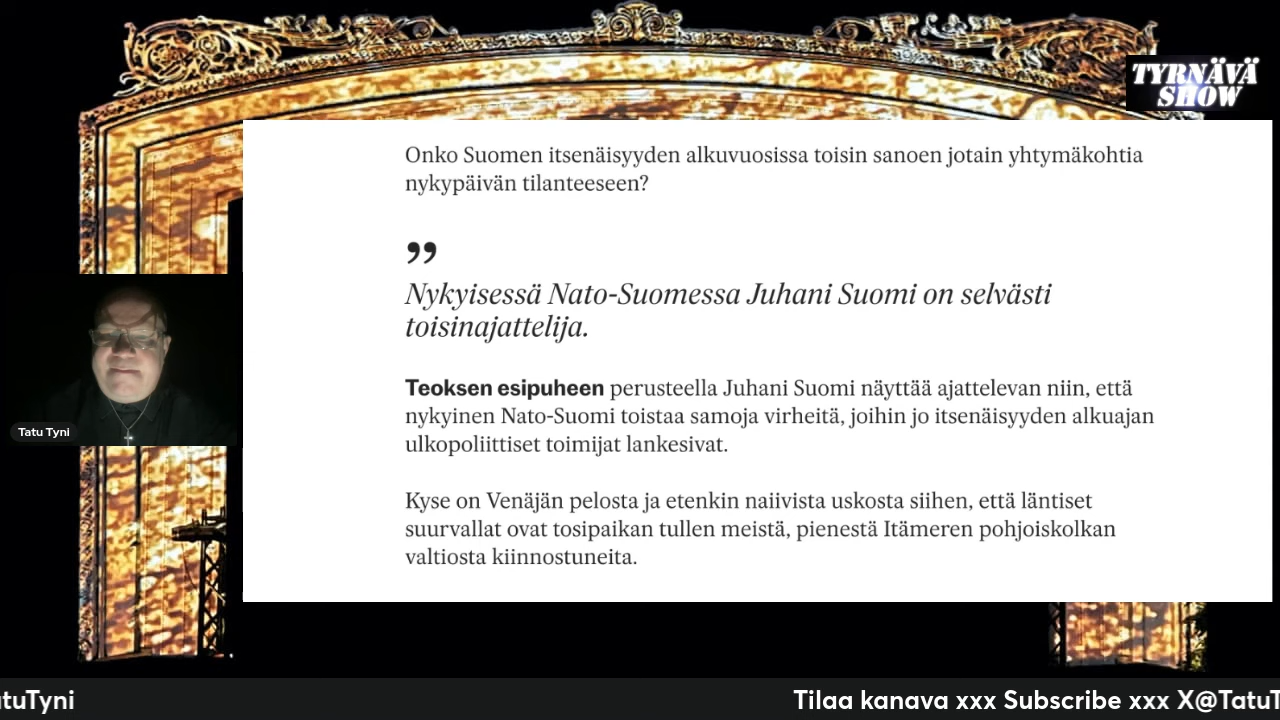 TYRNÄVÄ
SHOW
Onko Suomen itsenäisyyden alkuvuosissa toisin sanoen jotain yhtymäkohtia
nykypäivän tilanteeseen?
”
Nykyisessä Nato-Suomessa Juhani Suomi on selvästi
toisinajattelija.
Teoksen esipuheen perusteella Juhani Suomi näyttää ajattelevan niin, että
nykyinen Nato-Suomi toistaa samoja virheitä, joihin jo itsenäisyyden alkuajan
ulkopoliittiset toimijat lankesivat.
Kyse on Venäjän pelosta ja etenkin naiivista uskosta siihen, että läntiset
suurvallat ovat tosipaikan tullen meistä, pienestä Itämeren pohjoiskolkan
valtiosta kiinnostuneita.
Tatu Tyni
tuTyni Tilaa kanava xxx Subscribe xxx X@TatuT